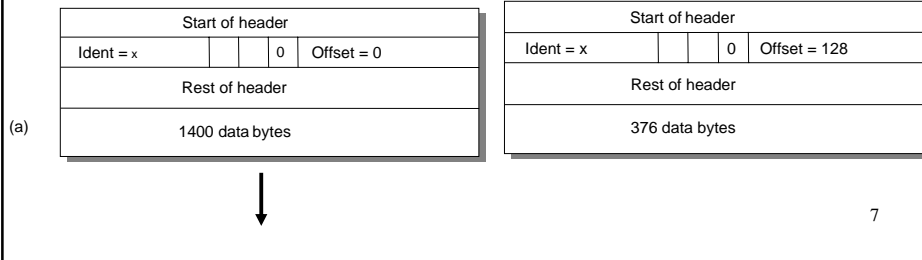 Start of header
Ident = x 0 Offset = 0
Rest of header
(a)
1400 data bytes
Start of header
Ident = x 0 Offset = 128
Rest of header
376 data bytes
7